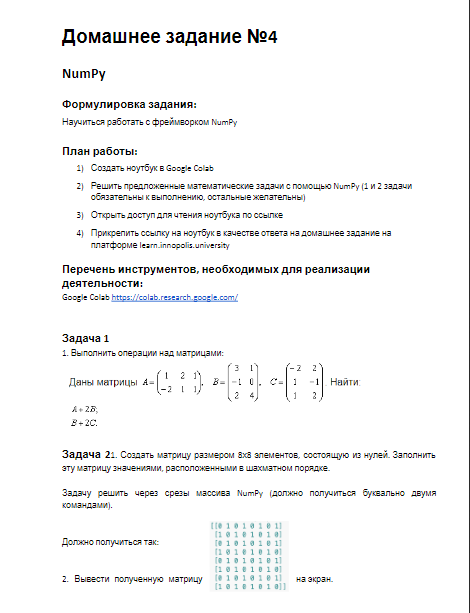 Домашнее задание №4
NumPy
Формулировка задания:
Научиться работать с фреймворком NumPy
План работы:
1) Создать ноутбук в Google Colab
2) Решить предложенные математические задачи с помощью NumPy (1 и 2 задачи
обязательны к выполнению, остальные желательны)
3) Открыть доступ для чтения ноутбука по ссылке
4) Прикрепить ссылку на ноутбук в качестве ответа на домашнее задание на
платформе learn.innopolis.university
Перечень инструментов, необходимых для реализации
деятельности:
Google Colab https://colab.research.google.com/
Задача 1
1. Выполнить операции над матрицами:
Даны матрицы A = ( 1 2 1 ; -2 1 1 ), B = ( 3 1 ; -1 0 ; 2 4 ), C = ( -2 2 ; 1 -1 ; 1 2 ). Найти:
A + 2B;
B + 2C.
Задача 21. Создать матрицу размером 8х8 элементов, состоящую из нулей. Заполнить
эту матрицу значениями, расположенными в шахматном порядке.
Задачу решить через срезы массива NumPy (должно получиться буквально двумя
командами).
Должно получиться так:
[[0 1 0 1 0 1 0 1]
[1 0 1 0 1 0 1 0]
[0 1 0 1 0 1 0 1]
[1 0 1 0 1 0 1 0]
[0 1 0 1 0 1 0 1]
[1 0 1 0 1 0 1 0]
[0 1 0 1 0 1 0 1]
[1 0 1 0 1 0 1 0]]
2. Вывести полученную матрицу на экран.